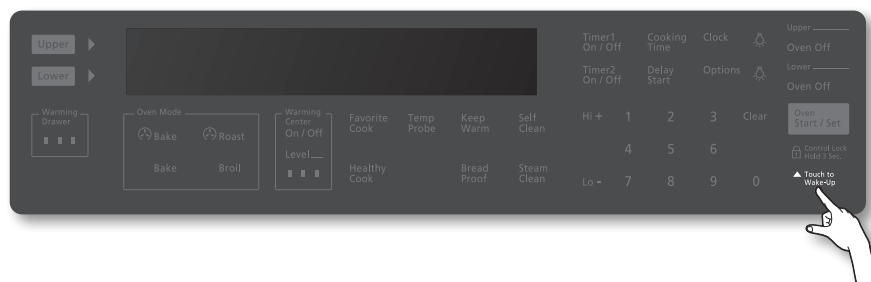 Upper
Lower
Timer1
On / Off
Cooking
Time
Clock
Upper
Oven Off
Timer2
On / Off
Delay
Start
Options
Lower
Oven Off
Warming
Drawer
Oven Mode
Bake
Roast
Bake
Broil
Warming
Center
On / Off
Level
Favorite
Cook
Temp
Probe
Keep
Warm
Self
Clean
Healthy
Cook
Bread
Proof
Steam
Clean
Hi + 1 2 3 Clear
4 5 6
Lo - 7 8 9 0
Oven
Start / Set
Control Lock
Hold 3 Sec.
Touch to
Wake-Up